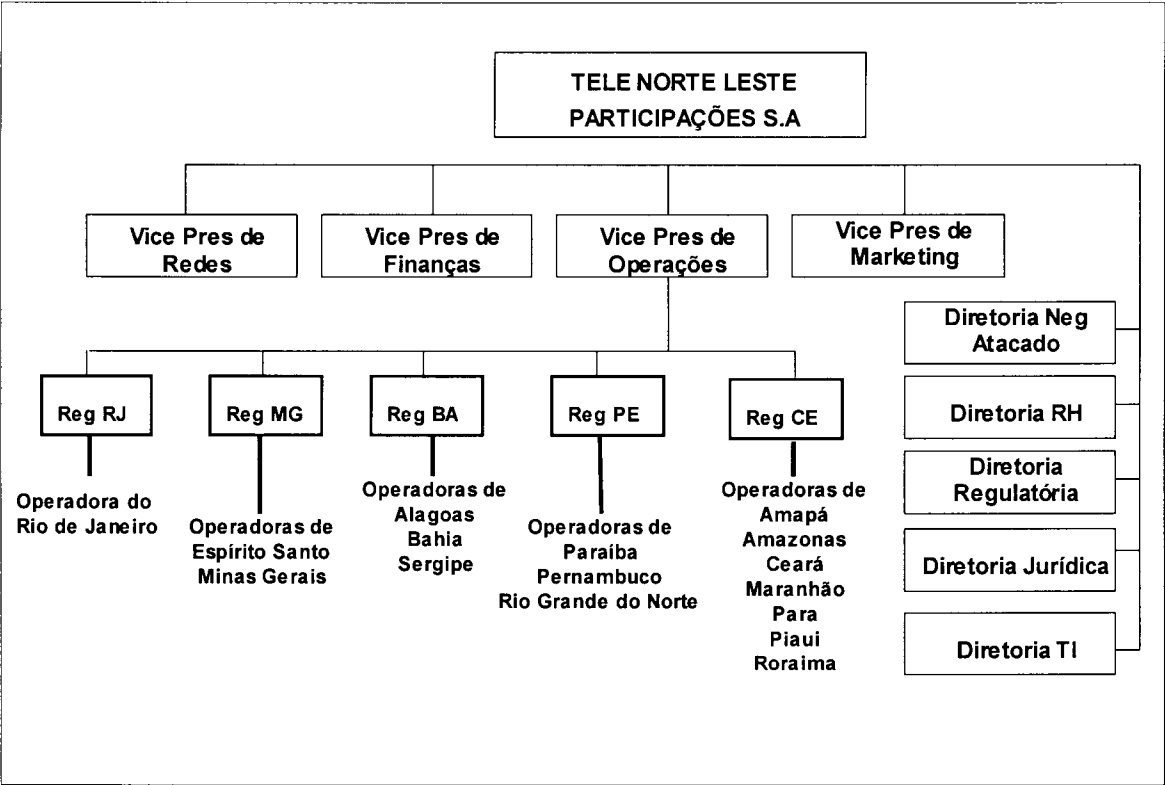 TELE NORTE LESTE
PARTICIPAÇÕES S.A
Vice Pres de
Redes
Vice Pres de
Finanças
Vice Pres de
Operações
Vice Pres de
Marketing
Diretoria Neg
Atacado
Diretoria RH
Diretoria
Regulatória
Diretoria Jurídica
Diretoria TI
Reg RJ
Reg MG
Reg BA
Reg PE
Reg CE
Operadora do
Rio de Janeiro
Operadoras de
Espírito Santo
Minas Gerais
Operadoras de
Alagoas
Bahia
Sergipe
Operadoras de
Paraíba
Pernambuco
Rio Grande do Norte
Operadoras de
Amapá
Amazonas
Ceará
Maranhão
Para
Piaui
Roraima